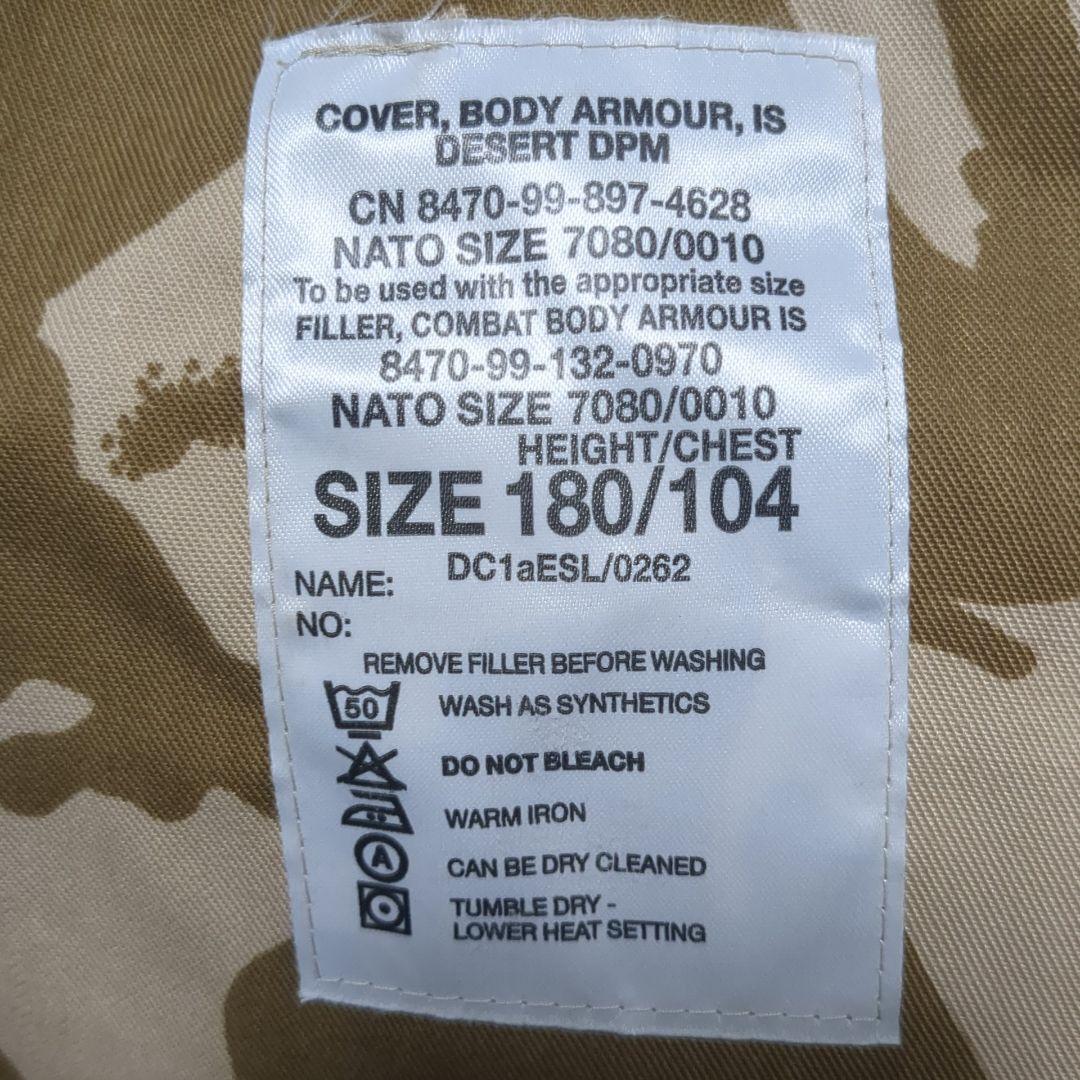 COVER, BODY ARMOUR, IS
DESERT DPM
CN 8470-99-897-4628
NATO SIZE 7080/0010
To be used with the appropriate size
FILLER, COMBAT BODY ARMOUR IS
8470-99-132-0970
NATO SIZE 7080/0010
HEIGHT/CHEST
SIZE 180/104
DC1aESL/0262
NAME:
NO:
REMOVE FILLER BEFORE WASHING
50 WASH AS SYNTHETICS
DO NOT BLEACH
WARM IRON
A CAN BE DRY CLEANED
TUMBLE DRY -
LOWER HEAT SETTING